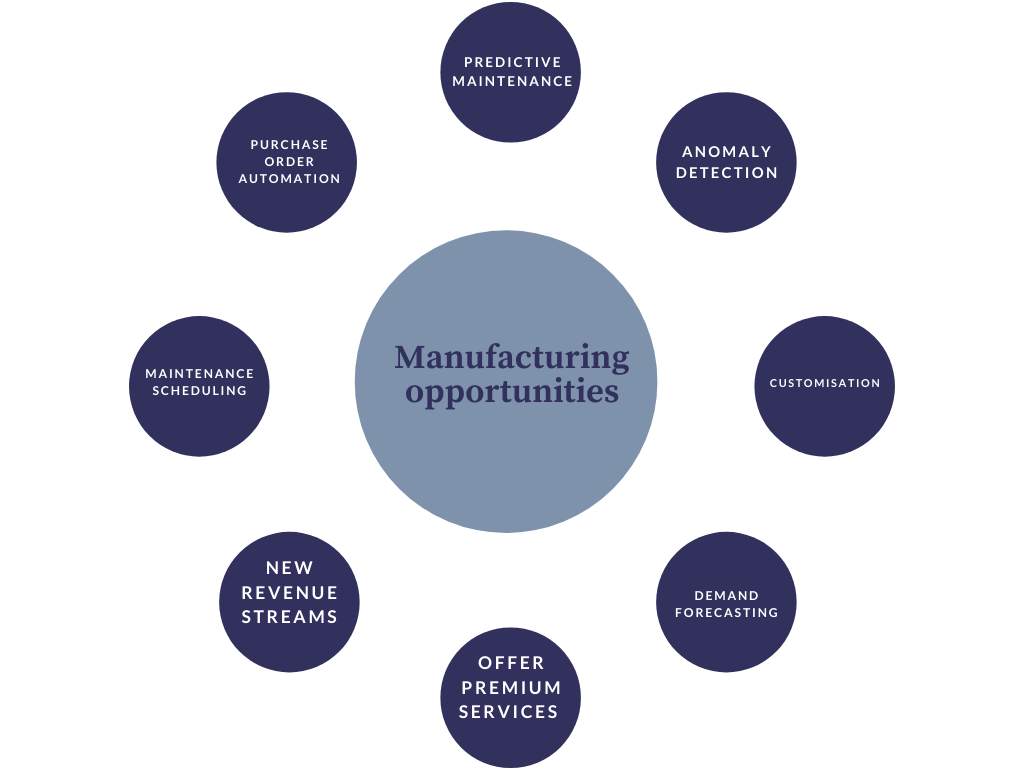 PREDICTIVE
MAINTENANCE
PURCHASE
ORDER
AUTOMATION
ANOMALY
DETECTION
Manufacturing
opportunities
MAINTENANCE
SCHEDULING
CUSTOMISATION
NEW
REVENUE
STREAMS
DEMAND
FORECASTING
OFFER
PREMIUM
SERVICES